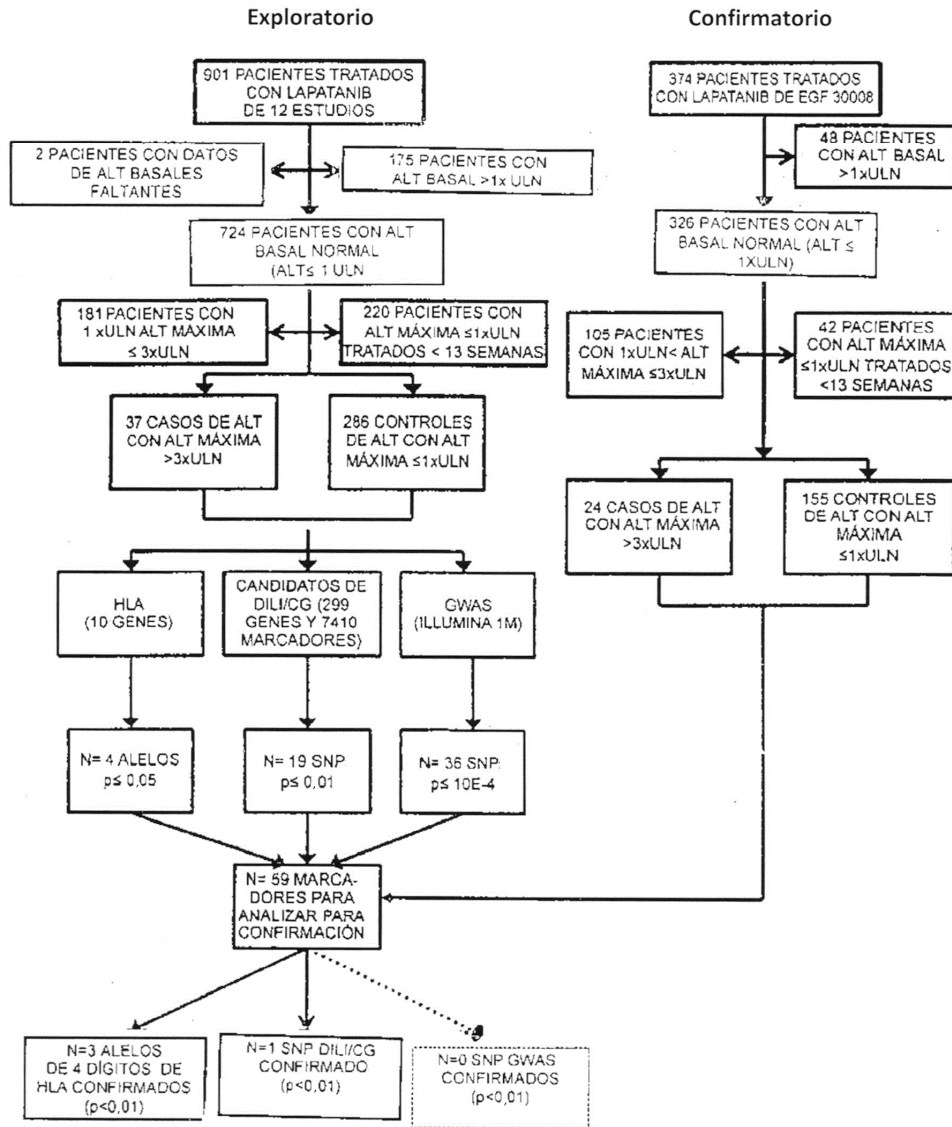 Exploratorio
Confirmatorio
901 PACIENTES TRATADOS
CON LAPATANIB
DE 12 ESTUDIOS
374 PACIENTES TRATADOS
CON LAPATANIB DE EGF 30008
2 PACIENTES CON DATOS
DE ALT BASALES
FALTANTES
175 PACIENTES CON
ALT BASAL >1x ULN
48 PACIENTES
CON ALT BASAL
>1xULN
724 PACIENTES CON ALT
BASAL NORMAL
(ALT≤ 1 ULN
326 PACIENTES CON ALT
BASAL NORMAL (ALT ≤
1XULN)
181 PACIENTES CON
1 xULN ALT MÁXIMA
≤ 3xULN
220 PACIENTES CON
ALT MÁXIMA ≤1xULN
TRATADOS < 13 SEMANAS
105 PACIENTES
CON 1xULN< ALT
MÁXIMA ≤3xULN
42 PACIENTES
CON ALT MÁXIMA
≤1xULN TRATADOS
<13 SEMANAS
37 CASOS DE ALT
CON ALT MÁXIMA
>3xULN
286 CONTROLES
DE ALT CON ALT
MÁXIMA ≤1xULN
24 CASOS DE ALT
CON ALT MÁXIMA
>3xULN
155 CONTROLES
DE ALT CON ALT
MÁXIMA
≤1xULN
HLA
(10 GENES)
CANDIDATOS DE
DILI/CG (299
GENES Y 7410
MARCADORES)
GWAS
(ILLUMINA 1M)
N= 4 ALELOS
p≤ 0,05
N= 19 SNP
p≤ 0,01
N= 36 SNP
p≤ 10E-4
N= 59 MARCA-
DORES PARA
ANALIZAR PARA
CONFIRMACIÓN
N=3 ALELOS
DE 4 DÍGITOS DE
HLA CONFIRMADOS
(p<0,01)
N=1 SNP DILI/CG
CONFIRMADO
(p<0,01)
N=0 SNP GWAS
CONFIRMADOS
(p<0,01)